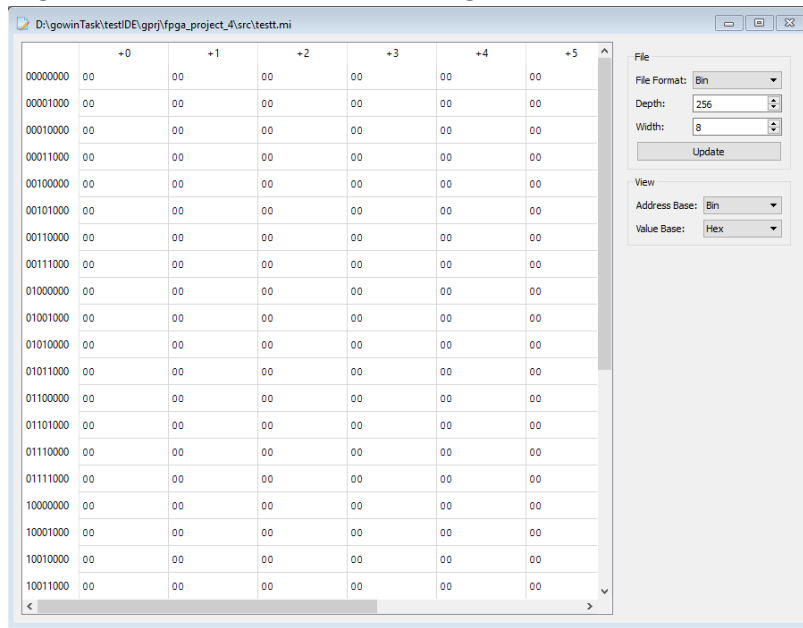 D:\gowinTask\testIDE\gprj\fpga_project_4\src\testt.mi
+0 +1 +2 +3 +4 +5
00000000 00 00 00 00 00 00
00001000 00 00 00 00 00 00
00010000 00 00 00 00 00 00
00011000 00 00 00 00 00 00
00100000 00 00 00 00 00 00
00101000 00 00 00 00 00 00
00110000 00 00 00 00 00 00
00111000 00 00 00 00 00 00
01000000 00 00 00 00 00 00
01001000 00 00 00 00 00 00
01010000 00 00 00 00 00 00
01011000 00 00 00 00 00 00
01100000 00 00 00 00 00 00
01101000 00 00 00 00 00 00
01110000 00 00 00 00 00 00
01111000 00 00 00 00 00 00
10000000 00 00 00 00 00 00
10001000 00 00 00 00 00 00
10010000 00 00 00 00 00 00
10011000 00 00 00 00 00 00
File
File Format: Bin
Depth: 256
Width: 8
Update
View
Address Base: Bin
Value Base: Hex